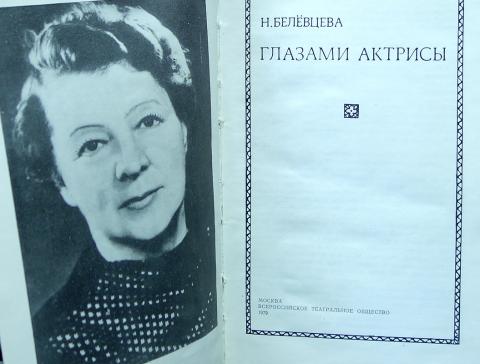 Н.БЕЛЁВЦЕВА
ГЛАЗАМИ АКТРИСЫ
МОСКВА
ВСЕРОССИЙСКОЕ ТЕАТРАЛЬНОЕ ОБЩЕСТВО
1979